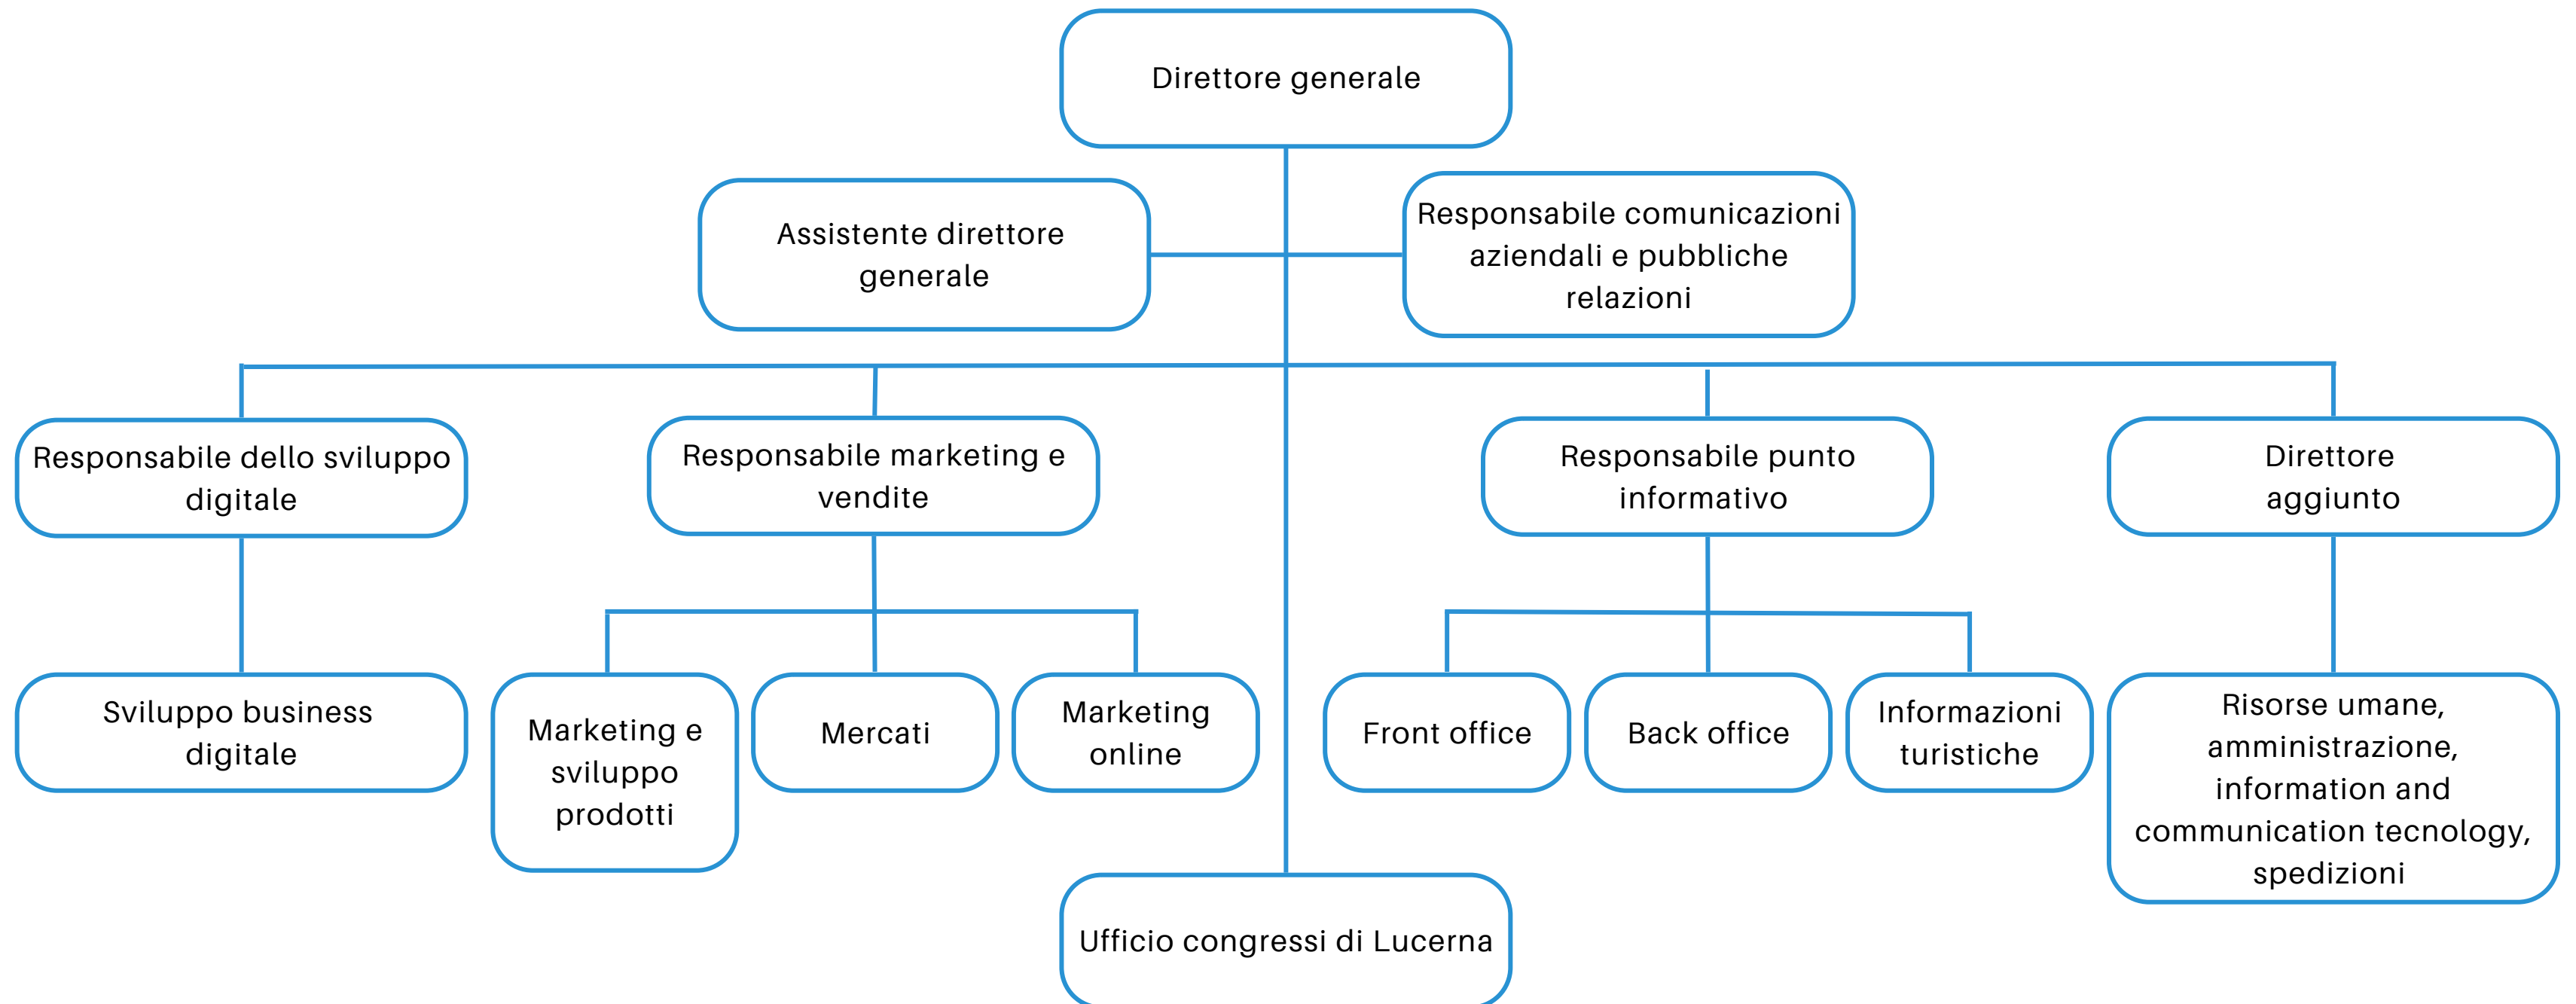 Direttore generale
Assistente direttore
generale
Responsabile comunicazioni
aziendali e pubbliche
relazioni
Responsabile dello sviluppo
digitale
Responsabile marketing e
vendite
Responsabile punto
informativo
Direttore
aggiunto
Sviluppo business
digitale
Marketing e
sviluppo
prodotti
Mercati
Marketing
online
Front office
Back office
Informazioni
turistiche
Risorse umane,
amministrazione,
information and
communication tecnology,
spedizioni
Ufficio congressi di Lucerna